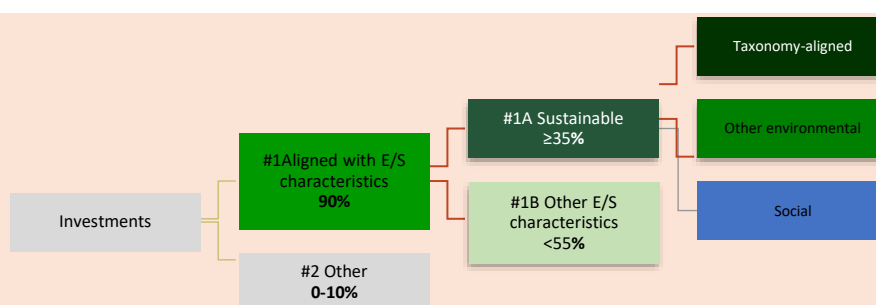 Taxonomy-aligned
#1A Sustainable
≥35%
Other environmental
#1Aligned with E/S
characteristics
90%
#1B Other E/S
characteristics
<55%
Social
Investments
#2 Other
0-10%